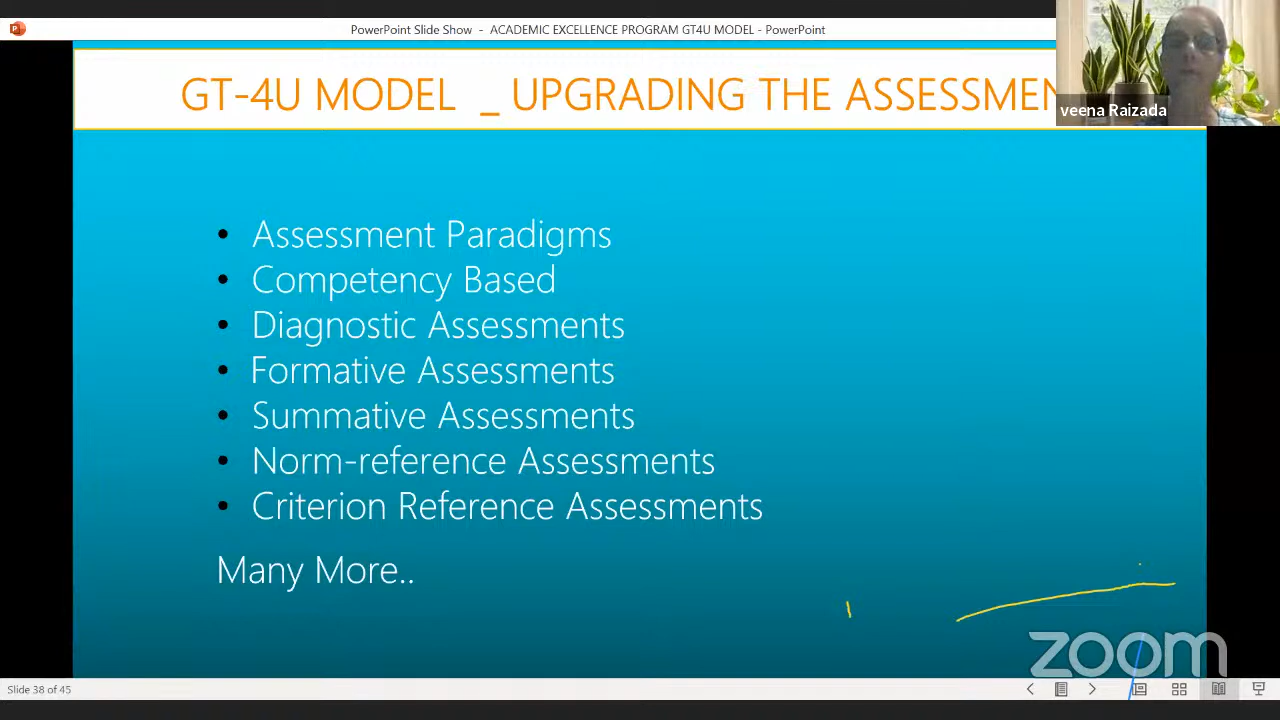 PowerPoint Slide Show - ACADEMIC EXCELLENCE PROGRAM GT4U MODEL - PowerPoint
GT-4U MODEL _ UPGRADING THE ASSESSMEN
veena Raizada
• Assessment Paradigms
• Competency Based
• Diagnostic Assessments
• Formative Assessments
• Summative Assessments
• Norm-reference Assessments
• Criterion Reference Assessments
Many More..
zoom
Slide 38 of 45